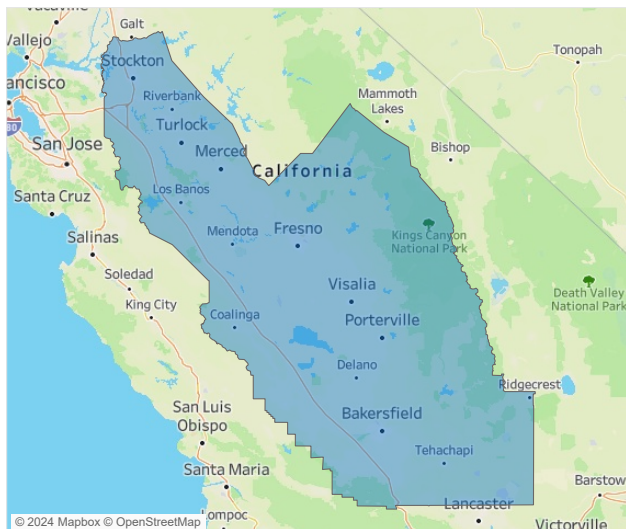 Vacaville
Galt
Vallejo
Stockton
Tonopah
ancisco
Riverbank
Mammoth
Lakes
80
Turlock
San Jose
Merced
Bishop
California
Los Banos
Santa Cruz
Mendota
Fresno
Kings Canyon
National Park
Salinas
Soledad
Visalia
Death Valley
National Park
King City
Coalinga
Porterville
Delano
Ridgecrest
San Luis
Obispo
Bakersfield
Tehachapi
Santa Maria
Barstow
Lompoc
Lancaster
Victorville
© 2024 Mapbox © OpenStreetMap